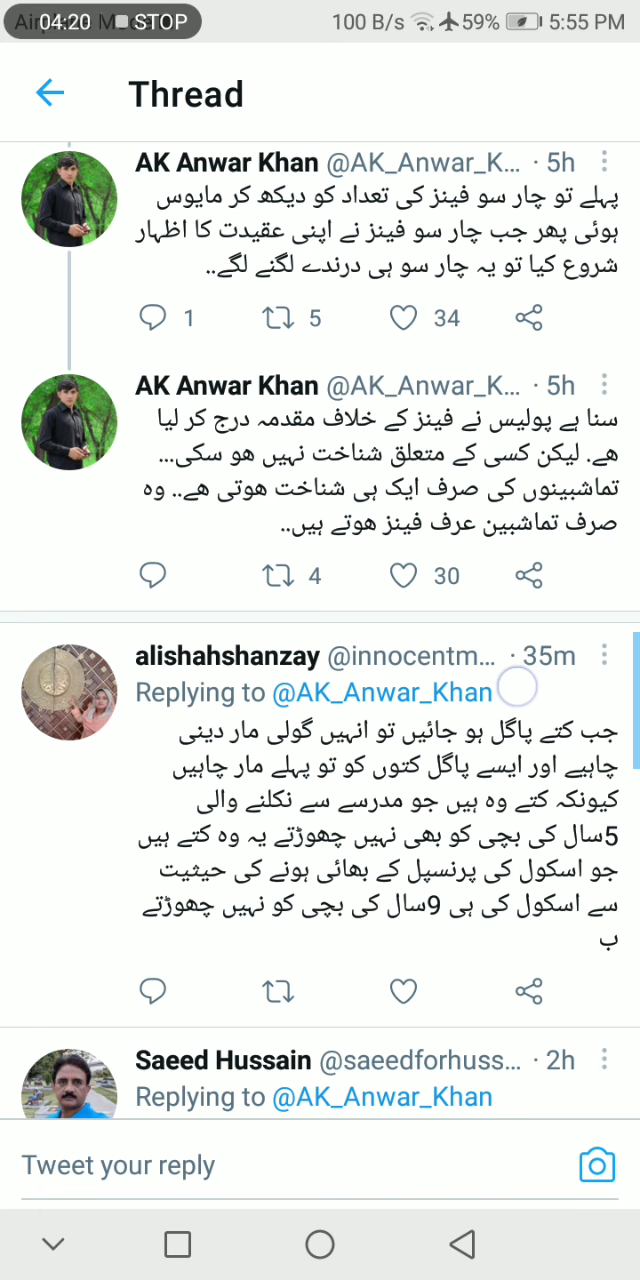 04:20 STOP 100 B/s 59% 5:55 PM
Thread
AK Anwar Khan @AK_Anwar_K... · 5h
پہلے تو چار سو فینز کی تعداد کو دیکھ کر مایوس
ہوئی پھر جب چار سو فینز نے اپنی عقیدت کا اظہار
شروع کیا تو یہ چار سو ہی درندے لگنے لگے..
1 5 34
AK Anwar Khan @AK_Anwar_K... · 5h
سنا ہے پولیس نے فینز کے خلاف مقدمہ درج کر لیا
ھے. لیکن کسی کے متعلق شناخت نہیں ھو سکی...
تماشبینوں کی صرف ایک ہی شناخت ھوتی ھے.. وہ
صرف تماشبین عرف فینز ھوتے ہیں..
4 30
alishahshanzay @innocentm... · 35m
Replying to @AK_Anwar_Khan
جب کتے پاگل ہو جائیں تو انہیں گولی مار دینی
چاہیے اور ایسے پاگل کتوں کو تو پہلے مار چاہیں
کیونکہ کتے وہ ہیں جو مدرسے سے نکلنے والی
5سال کی بچی کو بھی نہیں چھوڑتے یہ وہ کتے ہیں
جو اسکول کی پرنسپل کے بھائی ہونے کی حیثیت
سے اسکول کی ہی 9سال کی بچی کو نہیں چھوڑتے
ب
Saeed Hussain @saeedforhuss... · 2h
Replying to @AK_Anwar_Khan
Tweet your reply